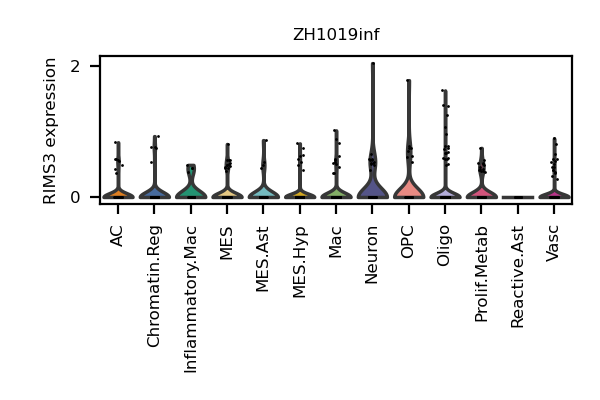 ZH1019inf
RIMS3 expression
2
0
AC
Chromatin.Reg
Inflammatory.Mac
MES
MES.Ast
MES.Hyp
Mac
Neuron
OPC
Oligo
Prolif.Metab
Reactive.Ast
Vasc